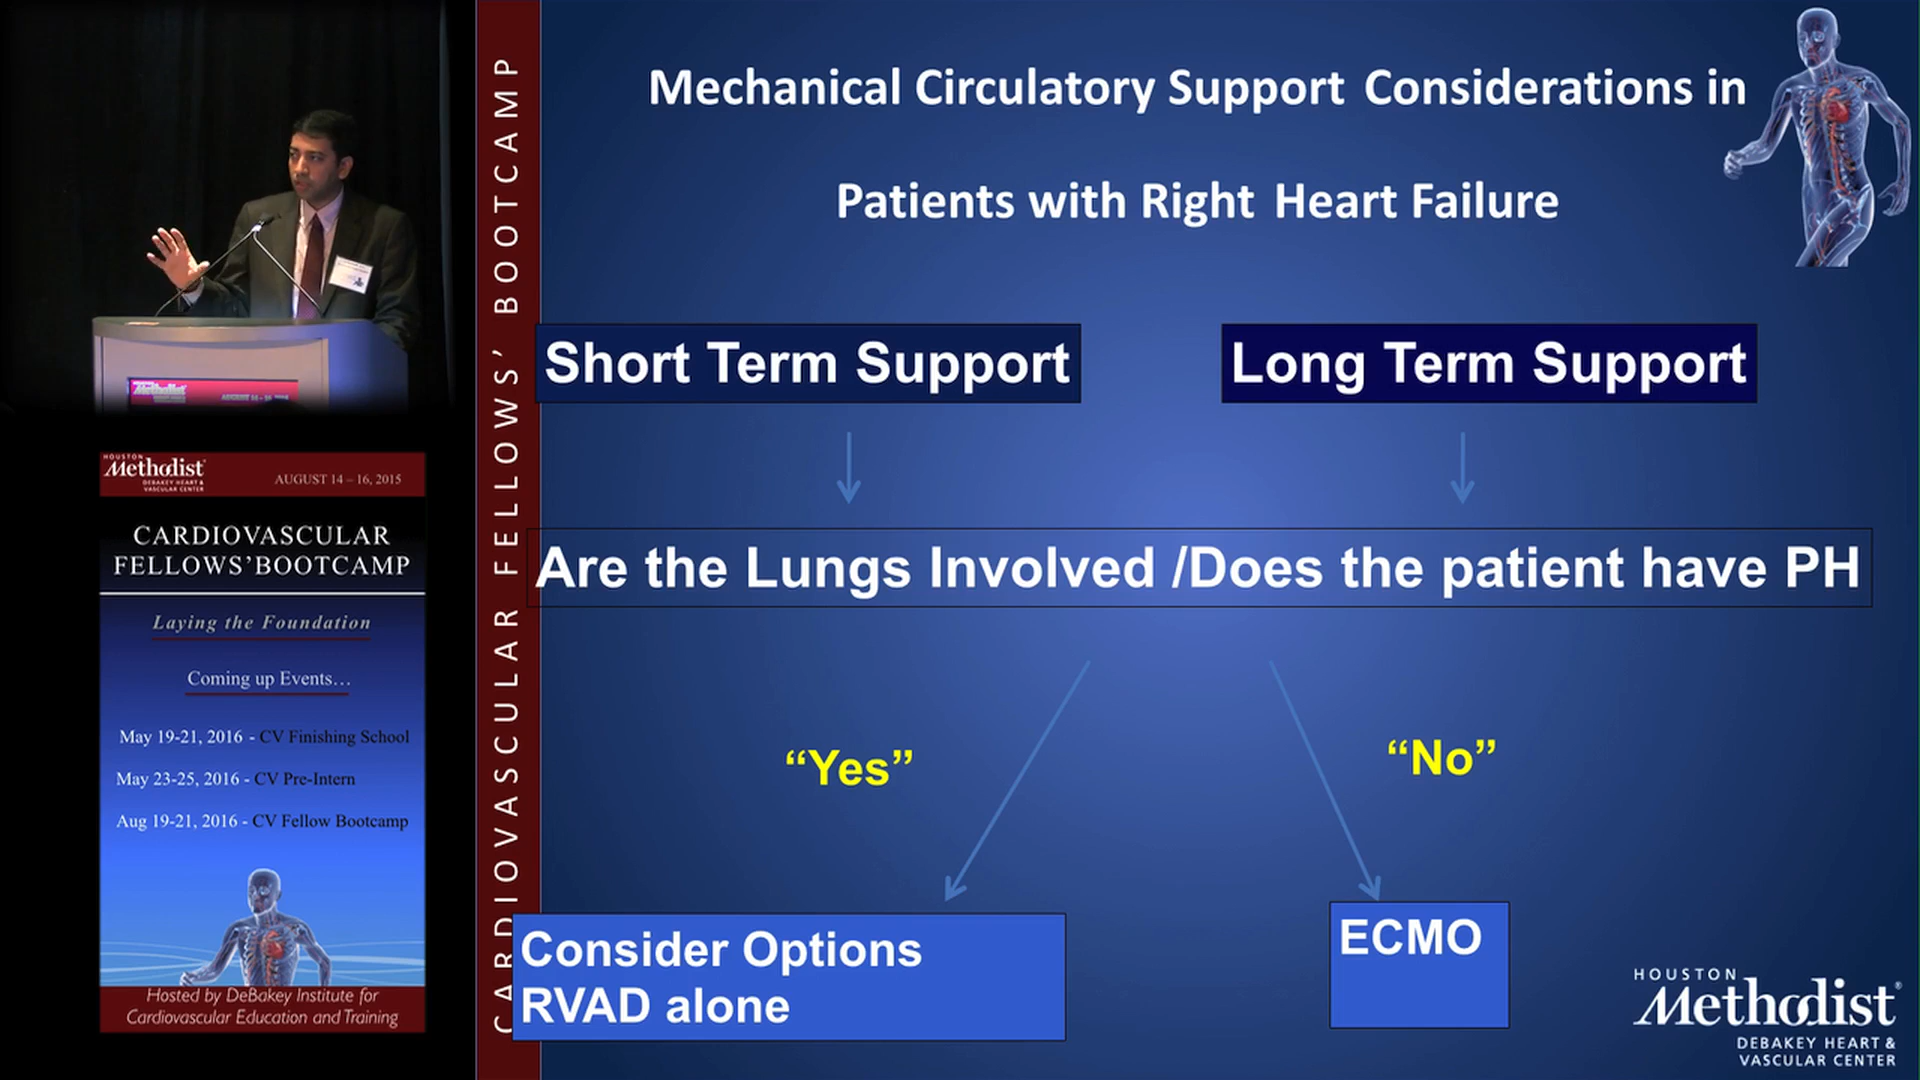 Mechanical Circulatory Support Considerations in
Patients with Right Heart Failure
Short Term Support
Long Term Support
Are the Lungs Involved /Does the patient have PH
“Yes”
“No”
Consider Options
RVAD alone
ECMO
HOUSTON
Methodist®
DEBAKEY HEART &
VASCULAR CENTER
CARDIOVASCULAR FELLOWS’ BOOTCAMP
HOUSTON
Methodist
DEBAKEY HEART &
VASCULAR CENTER
AUGUST 14 – 16, 2015
CARDIOVASCULAR
FELLOWS’BOOTCAMP
Laying the Foundation
Coming up Events…
May 19-21, 2016 - CV Finishing School
May 23-25, 2016 - CV Pre-Intern
Aug 19-21, 2016 - CV Fellow Bootcamp
Hosted by DeBakey Institute for
Cardiovascular Education and Training
Methodist